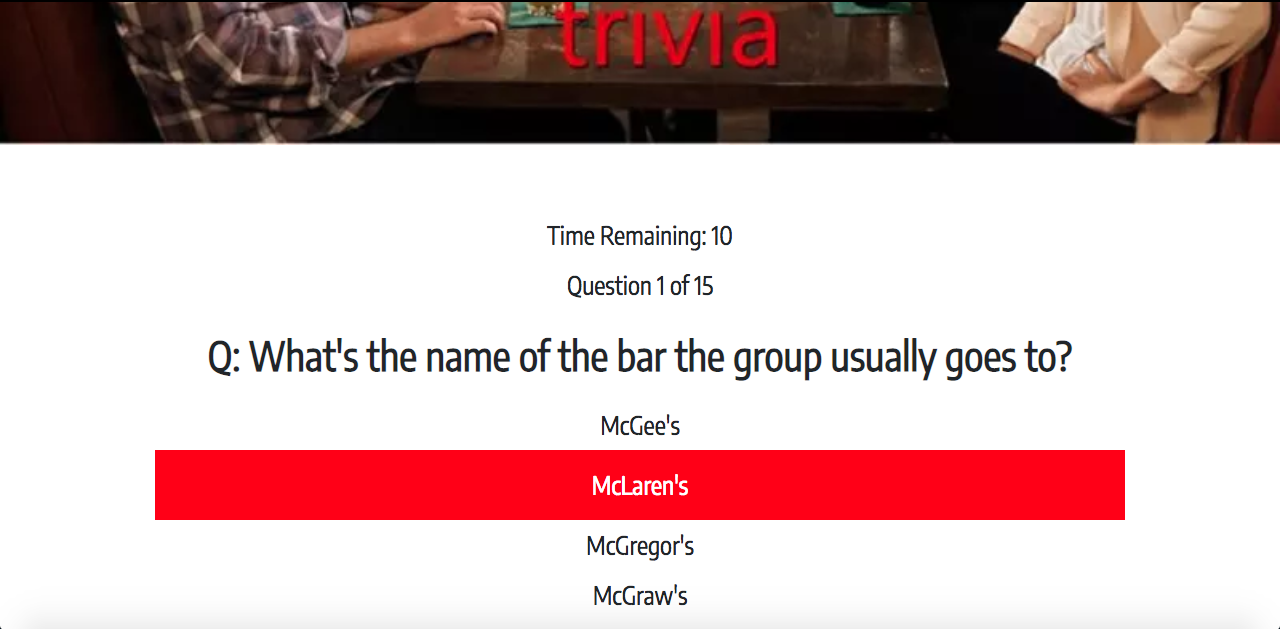 trivia
Time Remaining: 10
Question 1 of 15
Q: What's the name of the bar the group usually goes to?
McGee's
McLaren's
McGregor's
McGraw's